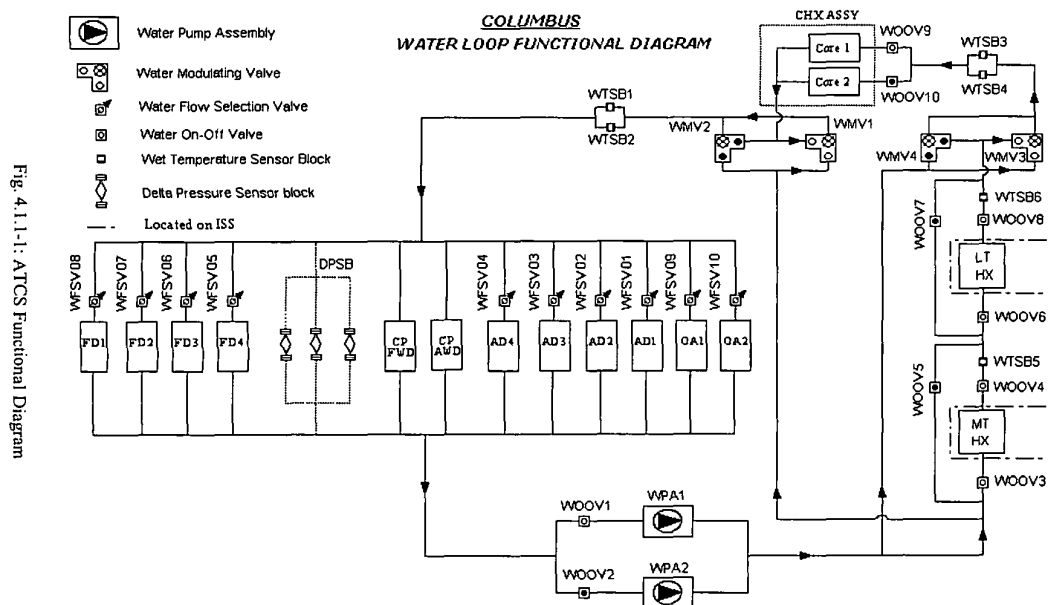 COLUMBUS
WATER LOOP FUNCTIONAL DIAGRAM
Water Pump Assembly
Water Modulating Valve
Water Flow Selection Valve
Water On-Off Valve
Wet Temperature Sensor Block
Delta Pressure Sensor block
Located on ISS
CHX ASSY
Core 1
Core 2
WOOV9
WOOV10
WTSB3
WTSB4
WTSB1
WTSB2
WMV2
WMV1
WMV4
WMV3
WTSB6
WOOV8
WOOV7
LT
HX
WOOV6
WTSB5
WOOV4
WOOV5
MT
HX
WOOV3
WFSV08
WFSV07
WFSV06
WFSV05
DPSB
WFSV04
WFSV03
WFSV02
WFSV01
WFSV09
WFSV10
FD1
FD2
FD3
FD4
CP
FWD
CP
AWD
AD4
AD3
AD2
AD1
OA1
OA2
WOOV1
WPA1
WOOV2
WPA2
Fig. 4.1.1-1: ATCS Functional Diagram